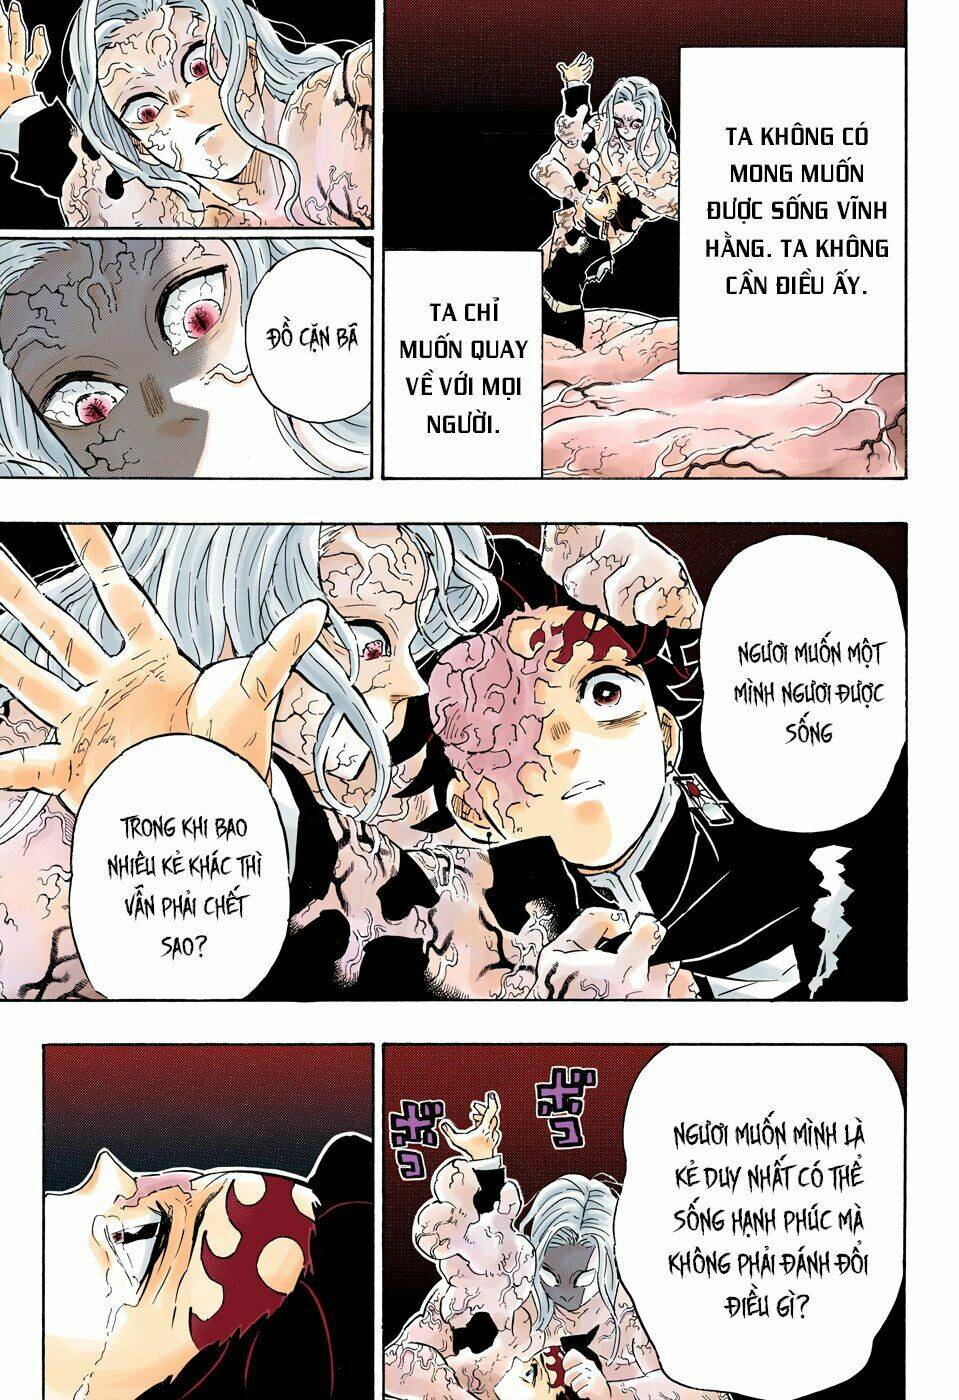 TA KHÔNG CÓ
MONG MUỐN
ĐƯỢC SỐNG VĨNH
HẰNG. TA KHÔNG
CẦN ĐIỀU ẤY.
TA CHỈ
MUỐN QUAY
VỀ VỚI MỌI
NGƯỜI.
ĐỒ CẶN BÃ
NGƯƠI MUỐN MỘT
MÌNH NGƯƠI ĐƯỢC
SỐNG
TRONG KHI BAO
NHIÊU KẺ KHÁC THÌ
VẪN PHẢI CHẾT
SAO?
NGƯƠI MUỐN MÌNH LÀ
KẺ DUY NHẤT CÓ THỂ
SỐNG HẠNH PHÚC MÀ
KHÔNG PHẢI ĐÁNH ĐỔI
ĐIỀU GÌ?